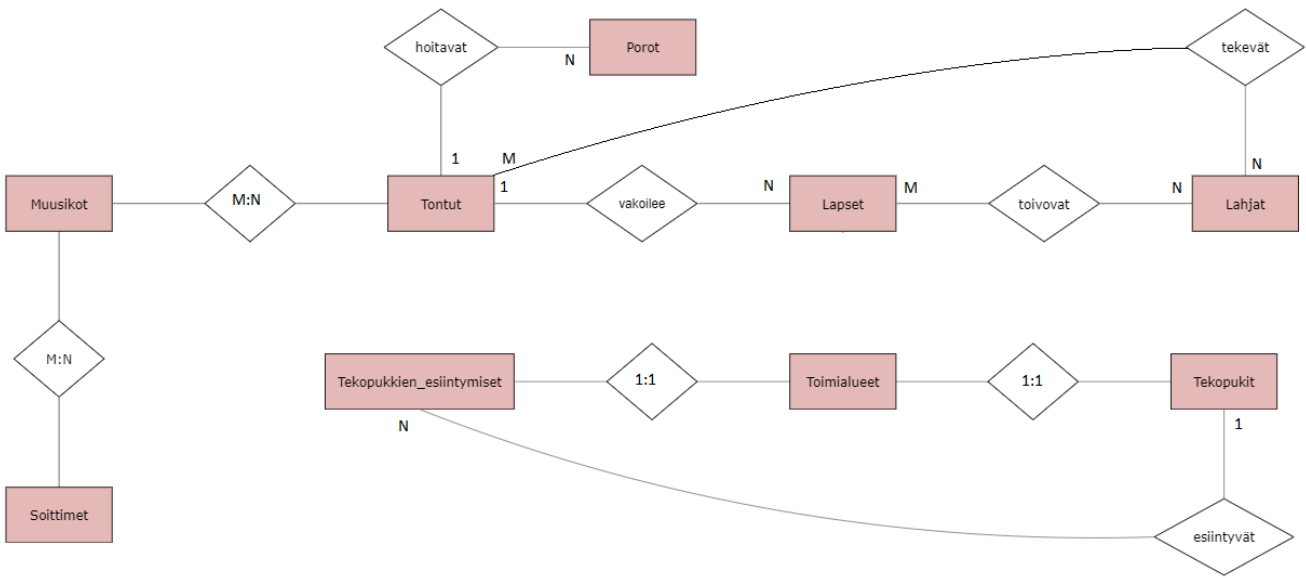 hoitavat
Porot
tekevät
N
1
M
N
Muusikot
M:N
Tontut
1
vakoilee
N
Lapset
M
toivovat
N
Lahjat
M:N
Tekopukkien_esiintymiset
1:1
Toimialueet
1:1
Tekopukit
N
1
Soittimet
esiintyvät